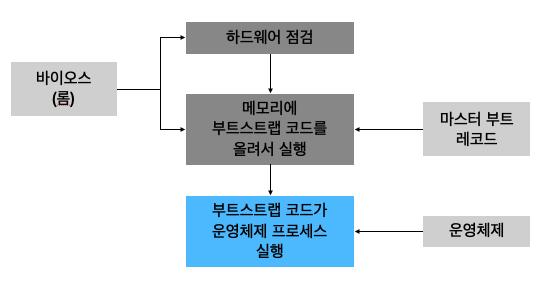 하드웨어 점검
바이오스
(롬)
메모리에
부트스트랩 코드를
올려서 실행
마스터 부트
레코드
부트스트랩 코드가
운영체제 프로세스
실행
운영체제